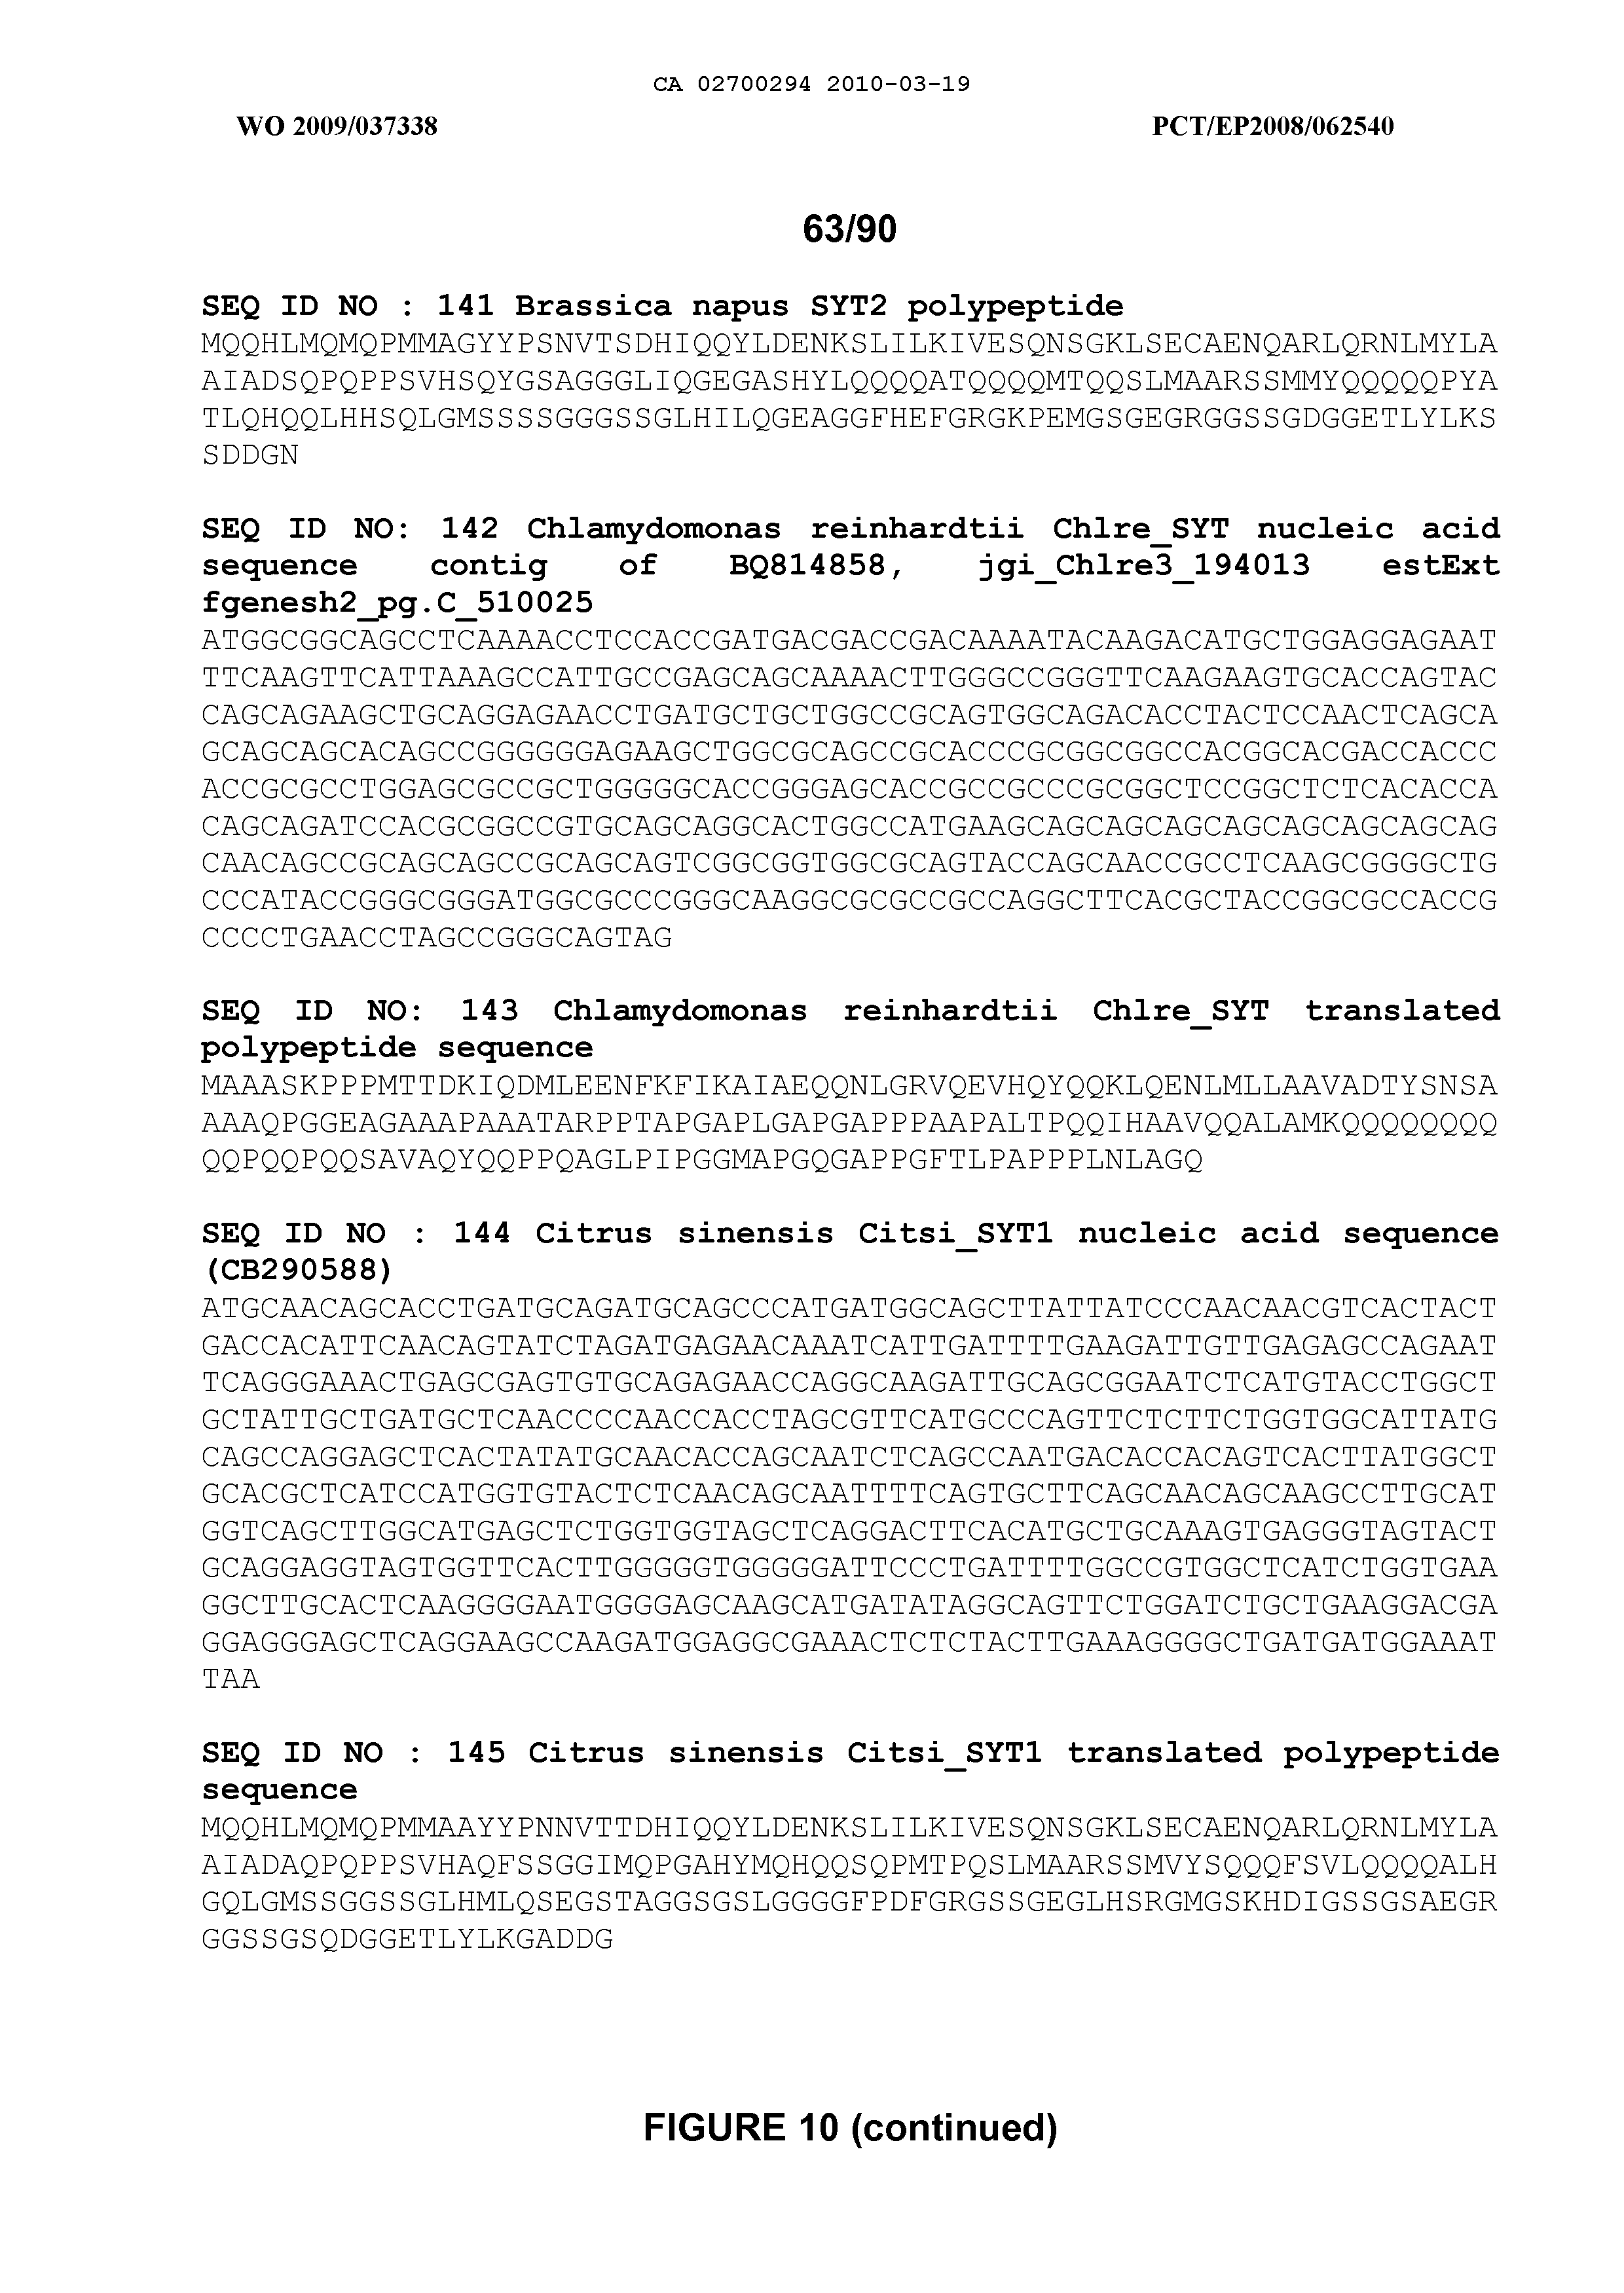 CA 02700294 2010-03-19
WO 2009/037338 PCT/EP2008/062540
63/90
SEQ ID NO : 141 Brassica napus SYT2 polypeptide
MQQHLMQMQPMMAGYYPSNVTSDHIQQYLDENKSLILKIVESQNSGKLSECAENQARLQRNLMYLA
AIADSQPQPPSVHSQYGSAGGGLIQGEGASHYLQQQQATQQQQMTQQSLMAARSSMMYQQQQQPYA
TLQHQQLHHSQLGMSSSSGGGSSGLHILQGEAGGFHEFGRGKPEMGSGEGRGGSSGDGGETLYLKS
SDDGN
SEQ ID NO: 142 Chlamydomonas reinhardtii Chlre_SYT nucleic acid
sequence contig of BQ814858, jgi_Chlre3_194013 estExt
fgenesh2_pg.C_510025
ATGGCGGCAGCCTCAAAACCTCCACCGATGACGACCGACAAAATACAAGACATGCTGGAGGAGAAT
TTCAAGTTCATTAAAGCCATTGCCGAGCAGCAAAACTTGGGCCGGGTTCAAGAAGTGCACCAGTAC
CAGCAGAAGCTGCAGGAGAACCTGATGCTGCTGGCCGCAGTGGCAGACACCTACTCCAACTCAGCA
GCAGCAGCACAGCCGGGGGGAGAAGCTGGCGCAGCCGCACCCGCGGCGGCCACGGCACGACCACCC
ACCGCGCCTGGAGCGCCGCTGGGGGCACCGGGAGCACCGCCGCCCGCGGCTCCGGCTCTCACACCA
CAGCAGATCCACGCGGCCGTGCAGCAGGCACTGGCCATGAAGCAGCAGCAGCAGCAGCAGCAGCAG
CAACAGCCGCAGCAGCCGCAGCAGTCGGCGGTGGCGCAGTACCAGCAACCGCCTCAAGCGGGGCTG
CCCATACCGGGCGGGATGGCGCCCGGGCAAGGCGCGCCGCCAGGCTTCACGCTACCGGCGCCACCG
CCCCTGAACCTAGCCGGGCAGTAG
SEQ ID NO: 143 Chlamydomonas reinhardtii Chlre_SYT translated
polypeptide sequence
MAAASKPPPMTTDKIQDMLEENFKFIKAIAEQQNLGRVQEVHQYQQKLQENLMLLAAVADTYSNSA
AAAQPGGEAGAAAPAAATARPPTAPGAPLGAPGAPPPAAPALTPQQIHAAVQQALAMKQQQQQQQQ
QQPQQPQQSAVAQYQQPPQAGLPIPGGMAPGQGAPPGFTLPAPPPLNLAGQ
SEQ ID NO : 144 Citrus sinensis Citsi_SYT1 nucleic acid sequence
(CB290588)
ATGCAACAGCACCTGATGCAGATGCAGCCCATGATGGCAGCTTATTATCCCAACAACGTCACTACT
GACCACATTCAACAGTATCTAGATGAGAACAAATCATTGATTTTGAAGATTGTTGAGAGCCAGAAT
TCAGGGAAACTGAGCGAGTGTGCAGAGAACCAGGCAAGATTGCAGCGGAATCTCATGTACCTGGCT
GCTATTGCTGATGCTCAACCCCAACCACCTAGCGTTCATGCCCAGTTCTCTTCTGGTGGCATTATG
CAGCCAGGAGCTCACTATATGCAACACCAGCAATCTCAGCCAATGACACCACAGTCACTTATGGCT
GCACGCTCATCCATGGTGTACTCTCAACAGCAATTTTCAGTGCTTCAGCAACAGCAAGCCTTGCAT
GGTCAGCTTGGCATGAGCTCTGGTGGTAGCTCAGGACTTCACATGCTGCAAAGTGAGGGTAGTACT
GCAGGAGGTAGTGGTTCACTTGGGGGTGGGGGATTCCCTGATTTTGGCCGTGGCTCATCTGGTGAA
GGCTTGCACTCAAGGGGAATGGGGAGCAAGCATGATATAGGCAGTTCTGGATCTGCTGAAGGACGA
GGAGGGAGCTCAGGAAGCCAAGATGGAGGCGAAACTCTCTACTTGAAAGGGGCTGATGATGGAAAT
TAA
SEQ ID NO : 145 Citrus sinensis Citsi_SYT1 translated polypeptide
sequence
MQQHLMQMQPMMAAYYPNNVTTDHIQQYLDENKSLILKIVESQNSGKLSECAENQARLQRNLMYLA
AIADAQPQPPSVHAQFSSGGIMQPGAHYMQHQQSQPMTPQSLMAARSSMVYSQQQFSVLQQQQALH
GQLGMSSGGSSGLHMLQSEGSTAGGSGSLGGGGFPDFGRGSSGEGLHSRGMGSKHDIGSSGSAEGR
GGSSGSQDGGETLYLKGADDG
FIGURE 10 (continued)